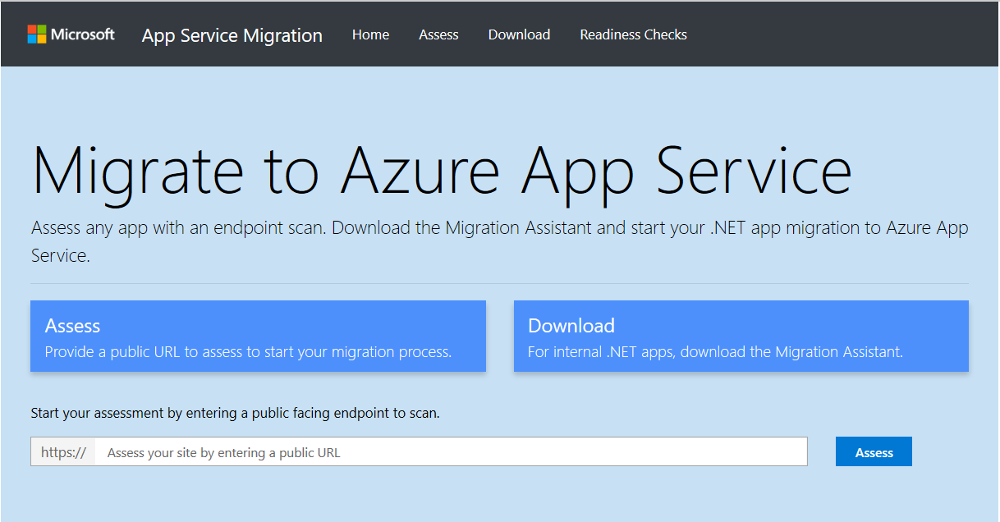 Microsoft App Service Migration Home Assess Download Readiness Checks
Migrate to Azure App Service
Assess any app with an endpoint scan. Download the Migration Assistant and start your .NET app migration to Azure App
Service.
Assess
Provide a public URL to assess to start your migration process.
Download
For internal .NET apps, download the Migration Assistant.
Start your assessment by entering a public facing endpoint to scan.
https:// Assess your site by entering a public URL Assess